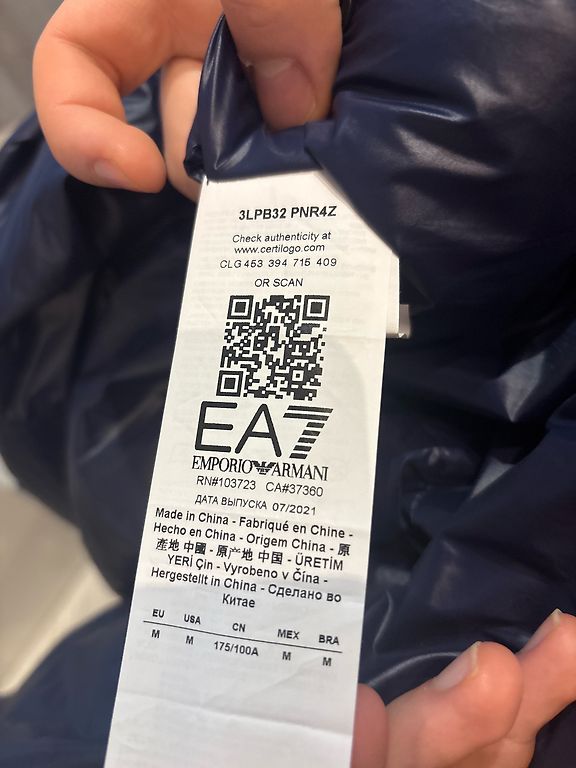 3LPB32 PNR4Z
Check authenticity at
www.certilogo.com
CLG 453 394 715 409
OR SCAN
EA7
EMPORIO ARMANI
RN#103723 CA#37360
ДАТА ВЫПУСКА 07/2021
Made in China - Fabriqué en Chine -
Hecho en China - Origem China - 原
產地 中國 - 原产地 中国 - ÜRETİM
YERİ Çin - Vyrobeno v Čína -
Hergestellt in China - Сделано во
Китае
EU USA CN MEX BRA
M M 175/100A M M